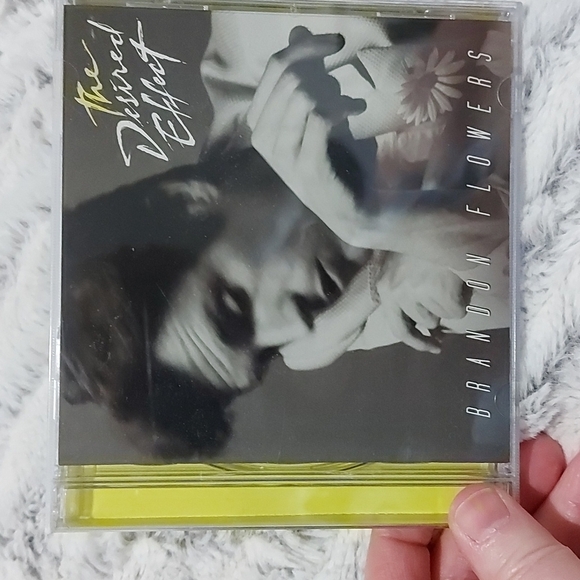 The
Desired
Effect
BRANDON FLOWERS